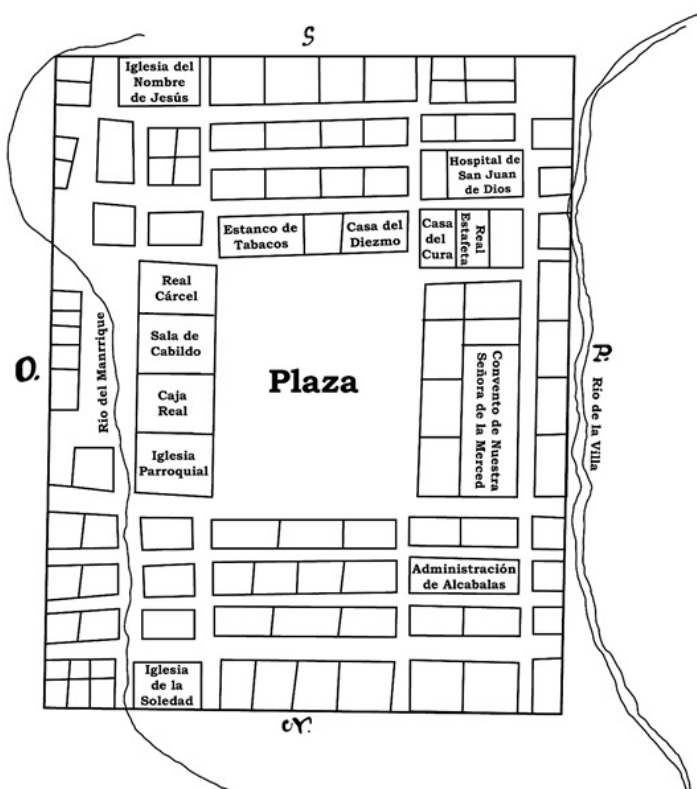 S
Iglesia del
Nombre
de Jesús
Hospital de
San Juan
de Dios
Estanco de
Tabacos
Casa del
Diezmo
Casa
del
Cura
Real
Estafeta
Real
Cárcel
Sala de
Cabildo
Caja
Real
Iglesia
Parroquial
O.
Río del Manrrique
Plaza
Convento de Nuestra
Señora de la Merced
P.
Río de la Villa
Administración
de Alcabalas
Iglesia
de la
Soledad
N.